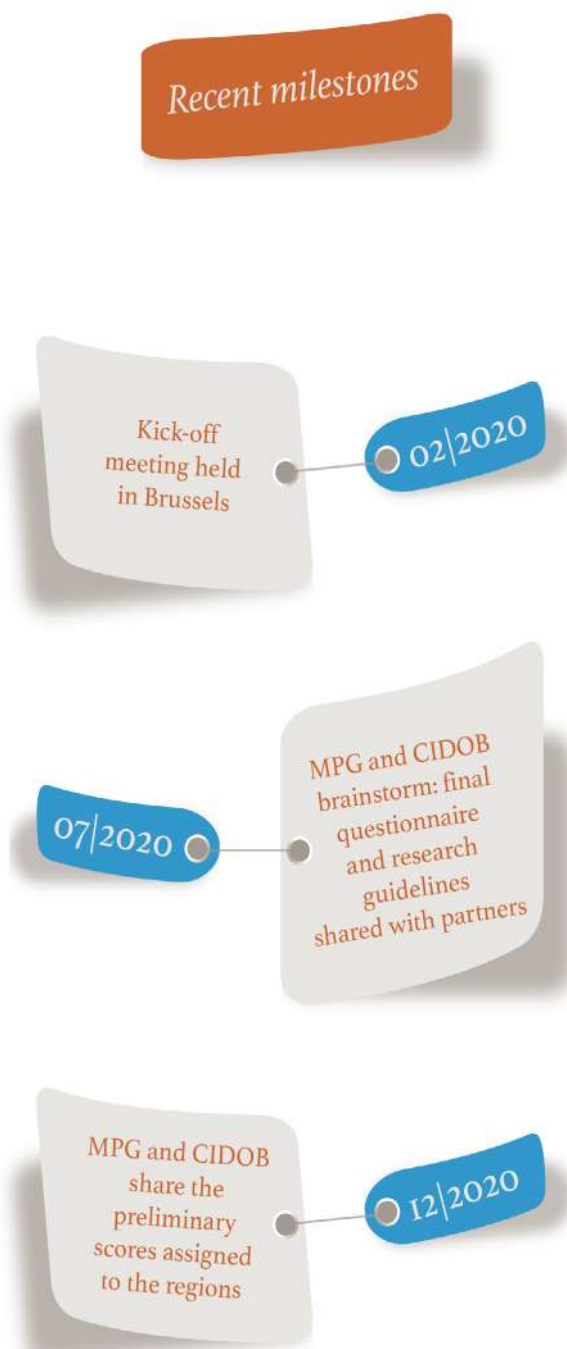 Recent milestones
Kick-off
meeting held
in Brussels
02|2020
07|2020
MPG and CIDOB
brainstorm: final
questionnaire
and research
guidelines
shared with partners
MPG and CIDOB
share the
preliminary
scores assigned
to the regions
12|2020